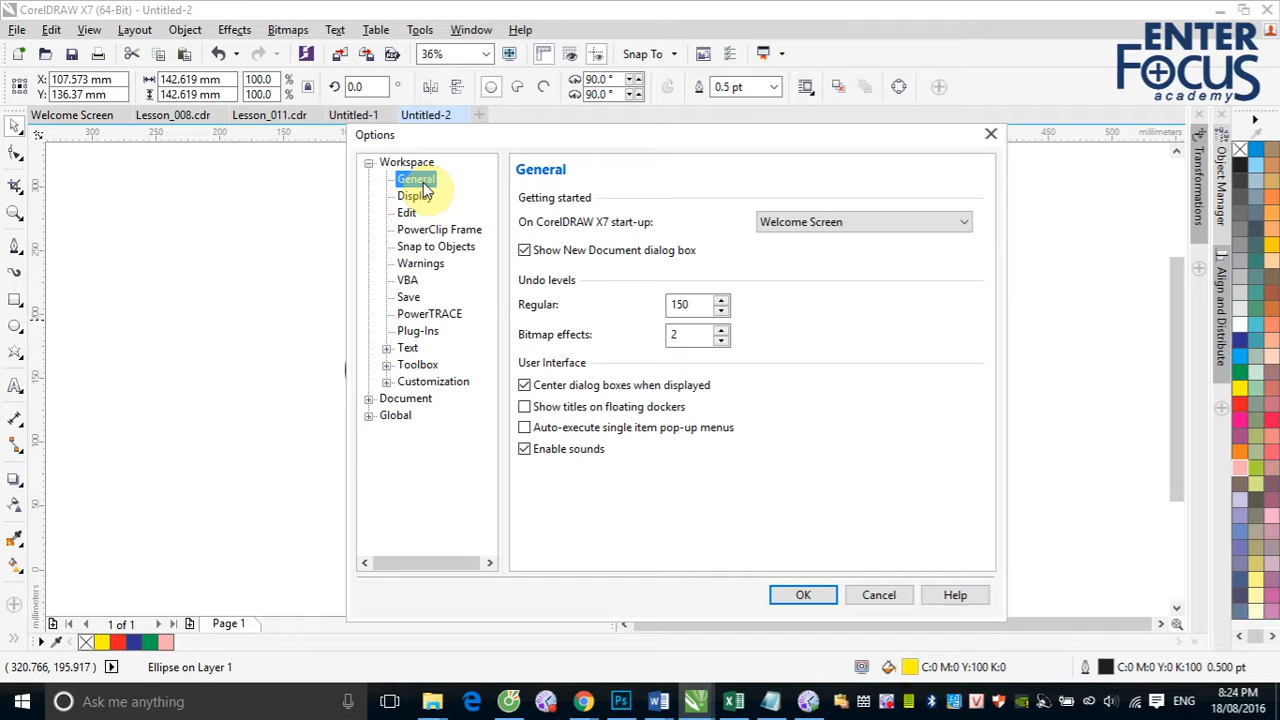 CorelDRAW X7 (64-Bit) - Untitled-2
File Edit View Layout Object Effects Bitmaps Text Table Tools Window Help
ENTER
FOCUS
academy
36% Snap To
X: 107.573 mm 142.619 mm 100.0 % 0.0 ° 90.0 ° 0.5 pt
Y: 136.37 mm 142.619 mm 100.0 % 90.0 °
Welcome Screen Lesson_008.cdr Lesson_011.cdr Untitled-1 Untitled-2
300 250 200 150 450 500 millimeters
Options
Workspace
General
Display
Edit
PowerClip Frame
Snap to Objects
Warnings
VBA
Save
PowerTRACE
Plug-Ins
Text
Toolbox
Customization
Document
Global
General
Getting started
On CorelDRAW X7 start-up: Welcome Screen
Show New Document dialog box
Undo levels
Regular: 150
Bitmap effects: 2
User Interface
Center dialog boxes when displayed
Show titles on floating dockers
Auto-execute single item pop-up menus
Enable sounds
OK Cancel Help
Transformations
Object Manager
Align and Distribute
millimeters
1 of 1 Page 1
( 320.766, 195.917 ) Ellipse on Layer 1 C:0 M:0 Y:100 K:0 C:0 M:0 Y:0 K:100 0.500 pt
Ask me anything ENG 8:24 PM
18/08/2016